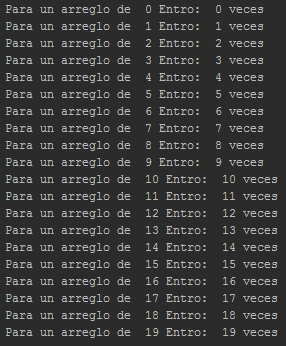 Para un arreglo de  0 Entro:  0 veces
Para un arreglo de  1 Entro:  1 veces
Para un arreglo de  2 Entro:  2 veces
Para un arreglo de  3 Entro:  3 veces
Para un arreglo de  4 Entro:  4 veces
Para un arreglo de  5 Entro:  5 veces
Para un arreglo de  6 Entro:  6 veces
Para un arreglo de  7 Entro:  7 veces
Para un arreglo de  8 Entro:  8 veces
Para un arreglo de  9 Entro:  9 veces
Para un arreglo de  10 Entro:  10 veces
Para un arreglo de  11 Entro:  11 veces
Para un arreglo de  12 Entro:  12 veces
Para un arreglo de  13 Entro:  13 veces
Para un arreglo de  14 Entro:  14 veces
Para un arreglo de  15 Entro:  15 veces
Para un arreglo de  16 Entro:  16 veces
Para un arreglo de  17 Entro:  17 veces
Para un arreglo de  18 Entro:  18 veces
Para un arreglo de  19 Entro:  19 veces